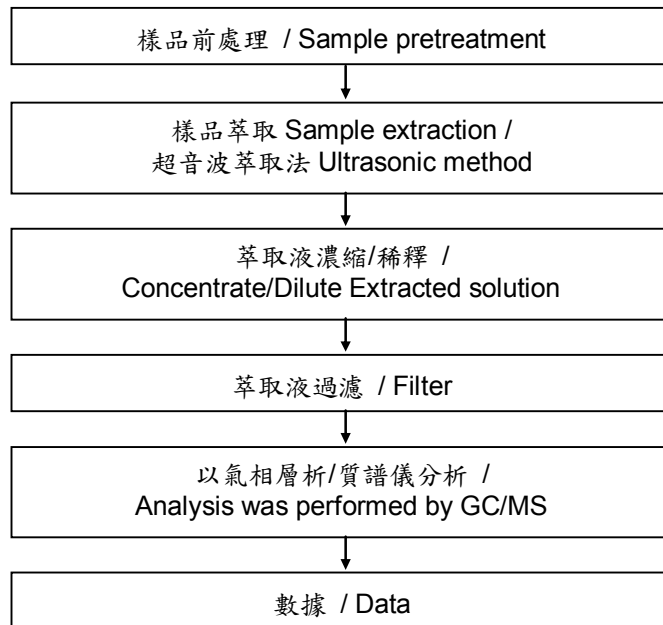 樣品前處理 / Sample pretreatment
樣品萃取 Sample extraction /
超音波萃取法 Ultrasonic method
萃取液濃縮/稀釋 /
Concentrate/Dilute Extracted solution
萃取液過濾 / Filter
以氣相層析/質譜儀分析 /
Analysis was performed by GC/MS
數據 / Data